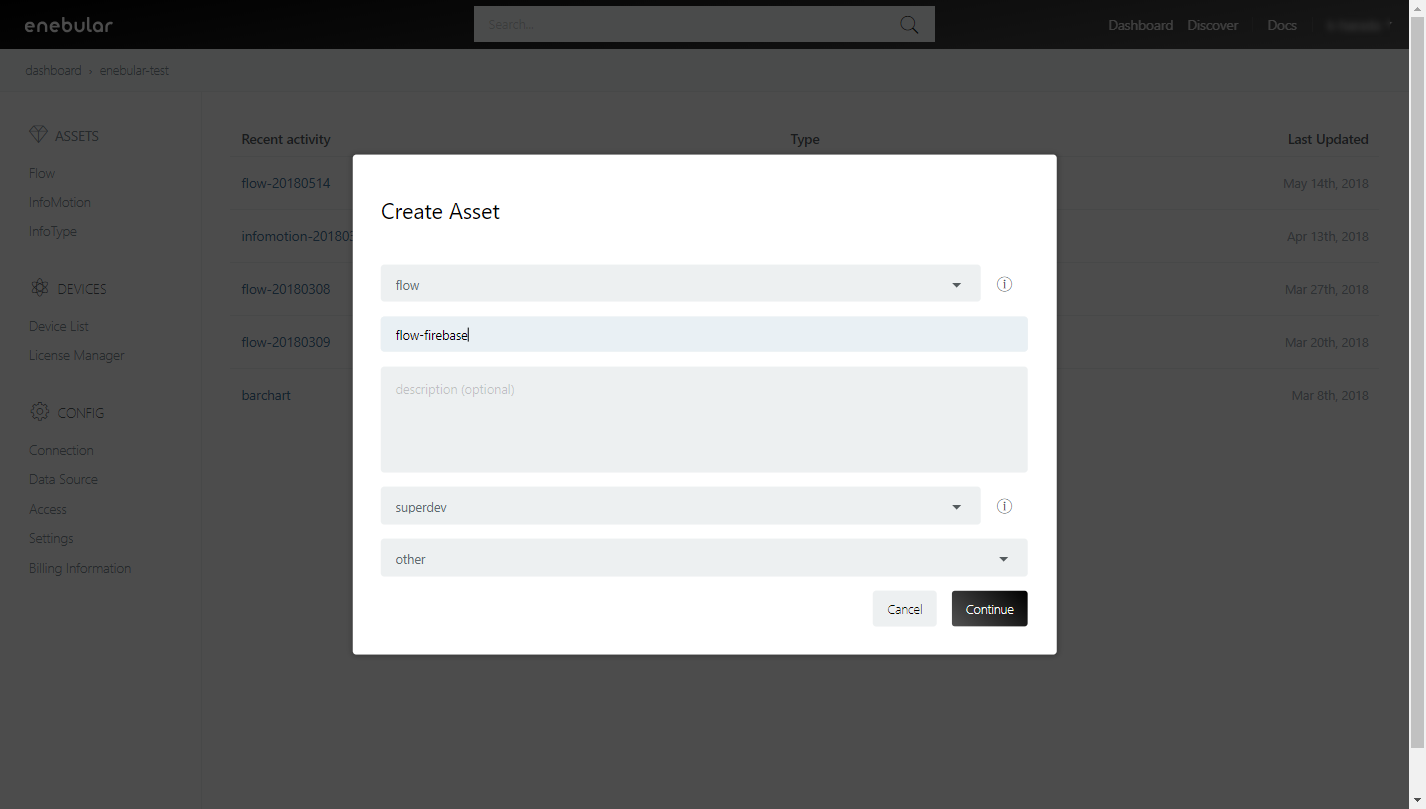 enebular
Search...
Dashboard Discover Docs
dashboard › enebular-test
ASSETS
Flow
InfoMotion
InfoType
DEVICES
Device List
License Manager
CONFIG
Connection
Data Source
Access
Settings
Billing Information
Recent activity Type Last Updated
flow-20180514 May 14th, 2018
infomotion-20180 Apr 13th, 2018
flow-20180308 Mar 27th, 2018
flow-20180309 Mar 20th, 2018
barchart Mar 8th, 2018
Create Asset
flow
flow-firebase
description (optional)
superdev
other
Cancel Continue